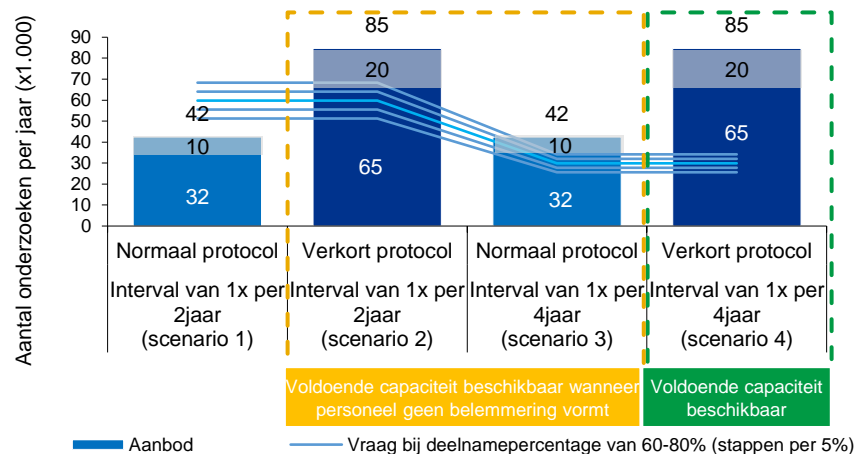 Aantal onderzoeken per jaar (x1.000)
90
80
70
60
50
40
30
20
10
0
42
10
32
85
20
65
42
10
32
85
20
65
Normaal protocol
Interval van 1x per
2jaar
(scenario 1)
Verkort protocol
Interval van 1x per
2jaar
(scenario 2)
Normaal protocol
Interval van 1x per
4jaar
(scenario 3)
Verkort protocol
Interval van 1x per
4jaar
(scenario 4)
Voldoende capaciteit beschikbaar wanneer
personeel geen belemmering vormt
Voldoende capaciteit
beschikbaar
Aanbod
Vraag bij deelnamepercentage van 60-80% (stappen per 5%)